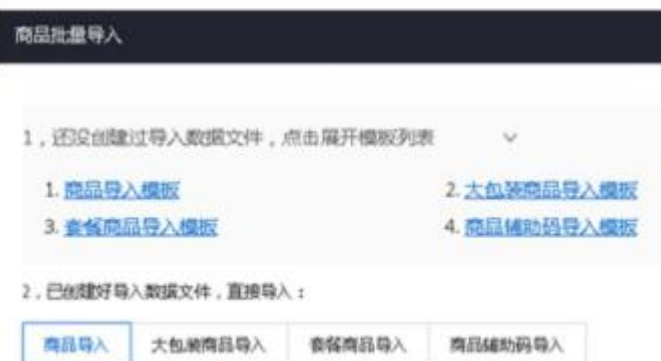 商品批量导入
1，还没创建过导入数据文件，点击展开模板列表
1. 商品导入模板 2. 大包装商品导入模板
3. 套餐商品导入模板 4. 商品辅助码导入模板
2，已创建好导入数据文件，直接导入：
商品导入 大包装商品导入 套餐商品导入 商品辅助码导入